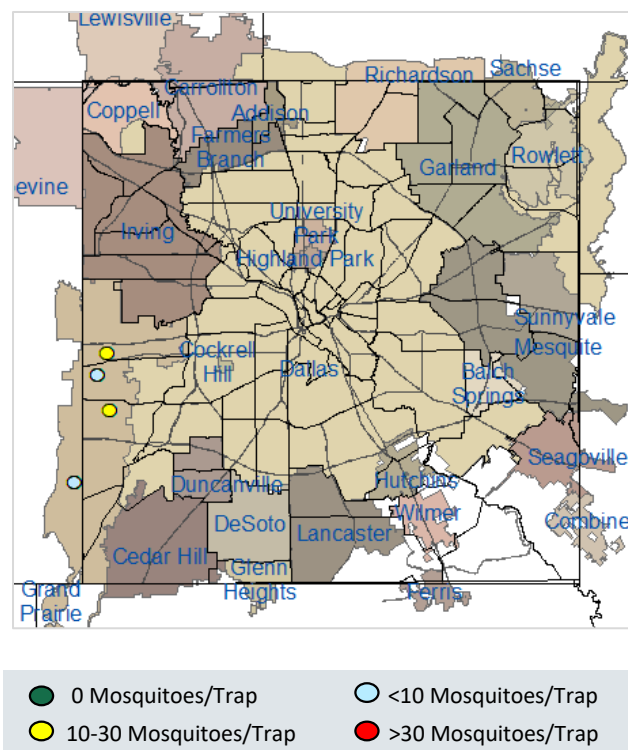 Lewisville
Richardson
Sachse
Carrollton
Coppell
Addison
Farmers
Branch
Garland
Rowlett
evine
University
Park
Irving
Highland Park
Sunnyvale
Cockrell
Hill
Mesquite
Dallas
Balch
Springs
Seagoville
Duncanville
Hutchins
DeSoto
Wilmer
Combine
Lancaster
Cedar Hill
Glenn
Heights
Grand
Prairie
Ferris
0 Mosquitoes/Trap
<10 Mosquitoes/Trap
10-30 Mosquitoes/Trap
>30 Mosquitoes/Trap